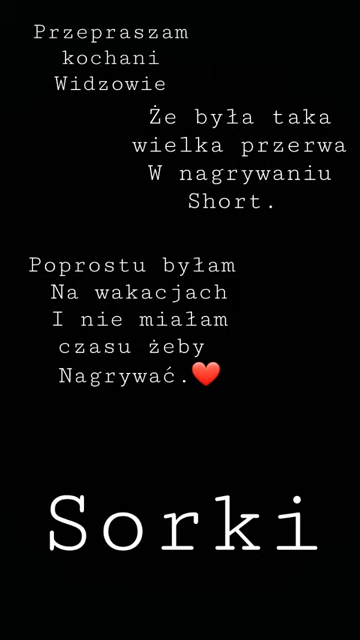 Przepraszam
kochani
Widzowie
Że była taka
wielka przerwa
W nagrywaniu
Short.
Poprostu byłam
Na wakacjach
I nie miałam
czasu żeby
Nagrywać.❤️
Sorki